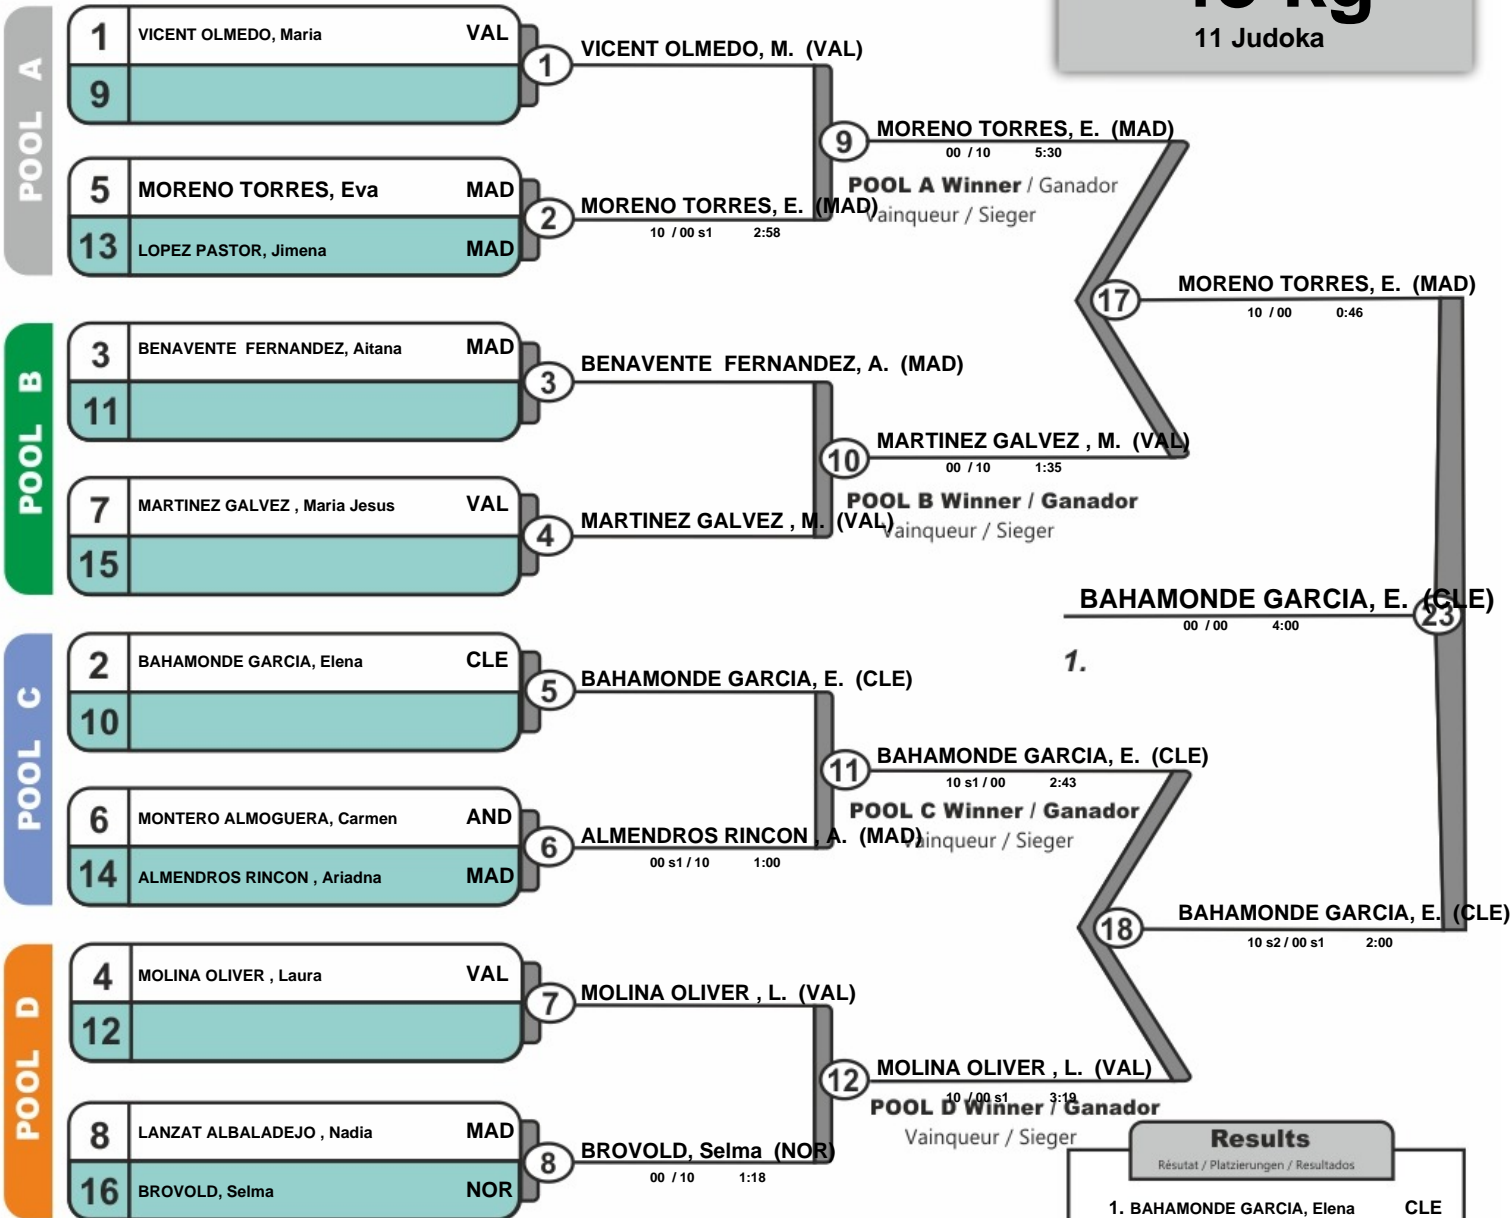 kg
11 Judoka
POOL A
1 VICENT OLMEDO, Maria VAL
9
5 MORENO TORRES, Eva MAD
13 LOPEZ PASTOR, Jimena MAD
1 VICENT OLMEDO, M. (VAL)
2 MORENO TORRES, E. (MAD)
10 / 00 s1 2:58
9 MORENO TORRES, E. (MAD)
00 / 10 5:30
POOL A Winner / Ganador
Vainqueur / Sieger
POOL B
3 BENAVENTE FERNANDEZ, Aitana MAD
11
7 MARTINEZ GALVEZ , Maria Jesus VAL
15
3 BENAVENTE FERNANDEZ, A. (MAD)
4 MARTINEZ GALVEZ , M. (VAL)
10 MARTINEZ GALVEZ , M. (VAL)
00 / 10 1:35
POOL B Winner / Ganador
Vainqueur / Sieger
17 MORENO TORRES, E. (MAD)
10 / 00 0:46
BAHAMONDE GARCIA, E. (CLE)
23
00 / 00 4:00
1.
POOL C
2 BAHAMONDE GARCIA, Elena CLE
10
6 MONTERO ALMOGUERA, Carmen AND
14 ALMENDROS RINCON , Ariadna MAD
5 BAHAMONDE GARCIA, E. (CLE)
6 ALMENDROS RINCON , A. (MAD)
00 s1 / 10 1:00
11 BAHAMONDE GARCIA, E. (CLE)
10 s1 / 00 2:43
POOL C Winner / Ganador
Vainqueur / Sieger
18 BAHAMONDE GARCIA, E. (CLE)
10 s2 / 00 s1 2:00
POOL D
4 MOLINA OLIVER , Laura VAL
12
8 LANZAT ALBALADEJO , Nadia MAD
16 BROVOLD, Selma NOR
7 MOLINA OLIVER , L. (VAL)
8 BROVOLD, Selma (NOR)
00 / 10 1:18
12 MOLINA OLIVER , L. (VAL)
10 / 00 s1 3:19
POOL D Winner / Ganador
Vainqueur / Sieger
Results
Résutat / Platzierungen / Resultados
1. BAHAMONDE GARCIA, Elena CLE